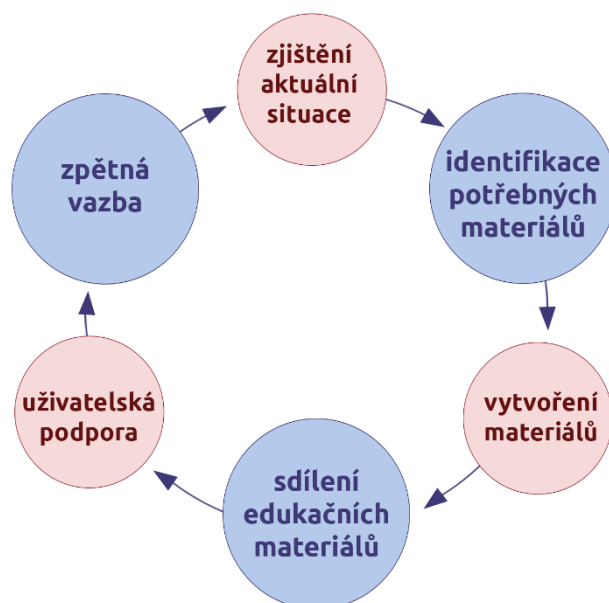 zjištění
aktuální
situace
identifikace
potřebných
materiálů
vytvoření
materiálů
sdílení
edukačních
materiálů
uživatelská
podpora
zpětná
vazba